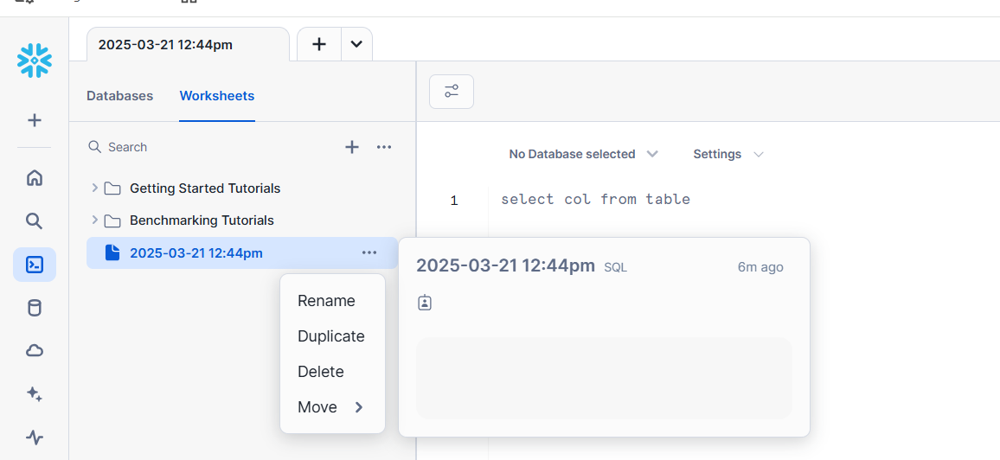 2025-03-21 12:44pm
Databases
Worksheets
Search
No Database selected
Settings
Getting Started Tutorials
1
select col from table
Benchmarking Tutorials
2025-03-21 12:44pm
2025-03-21 12:44pm SQL
6m ago
Rename
Duplicate
Delete
Move